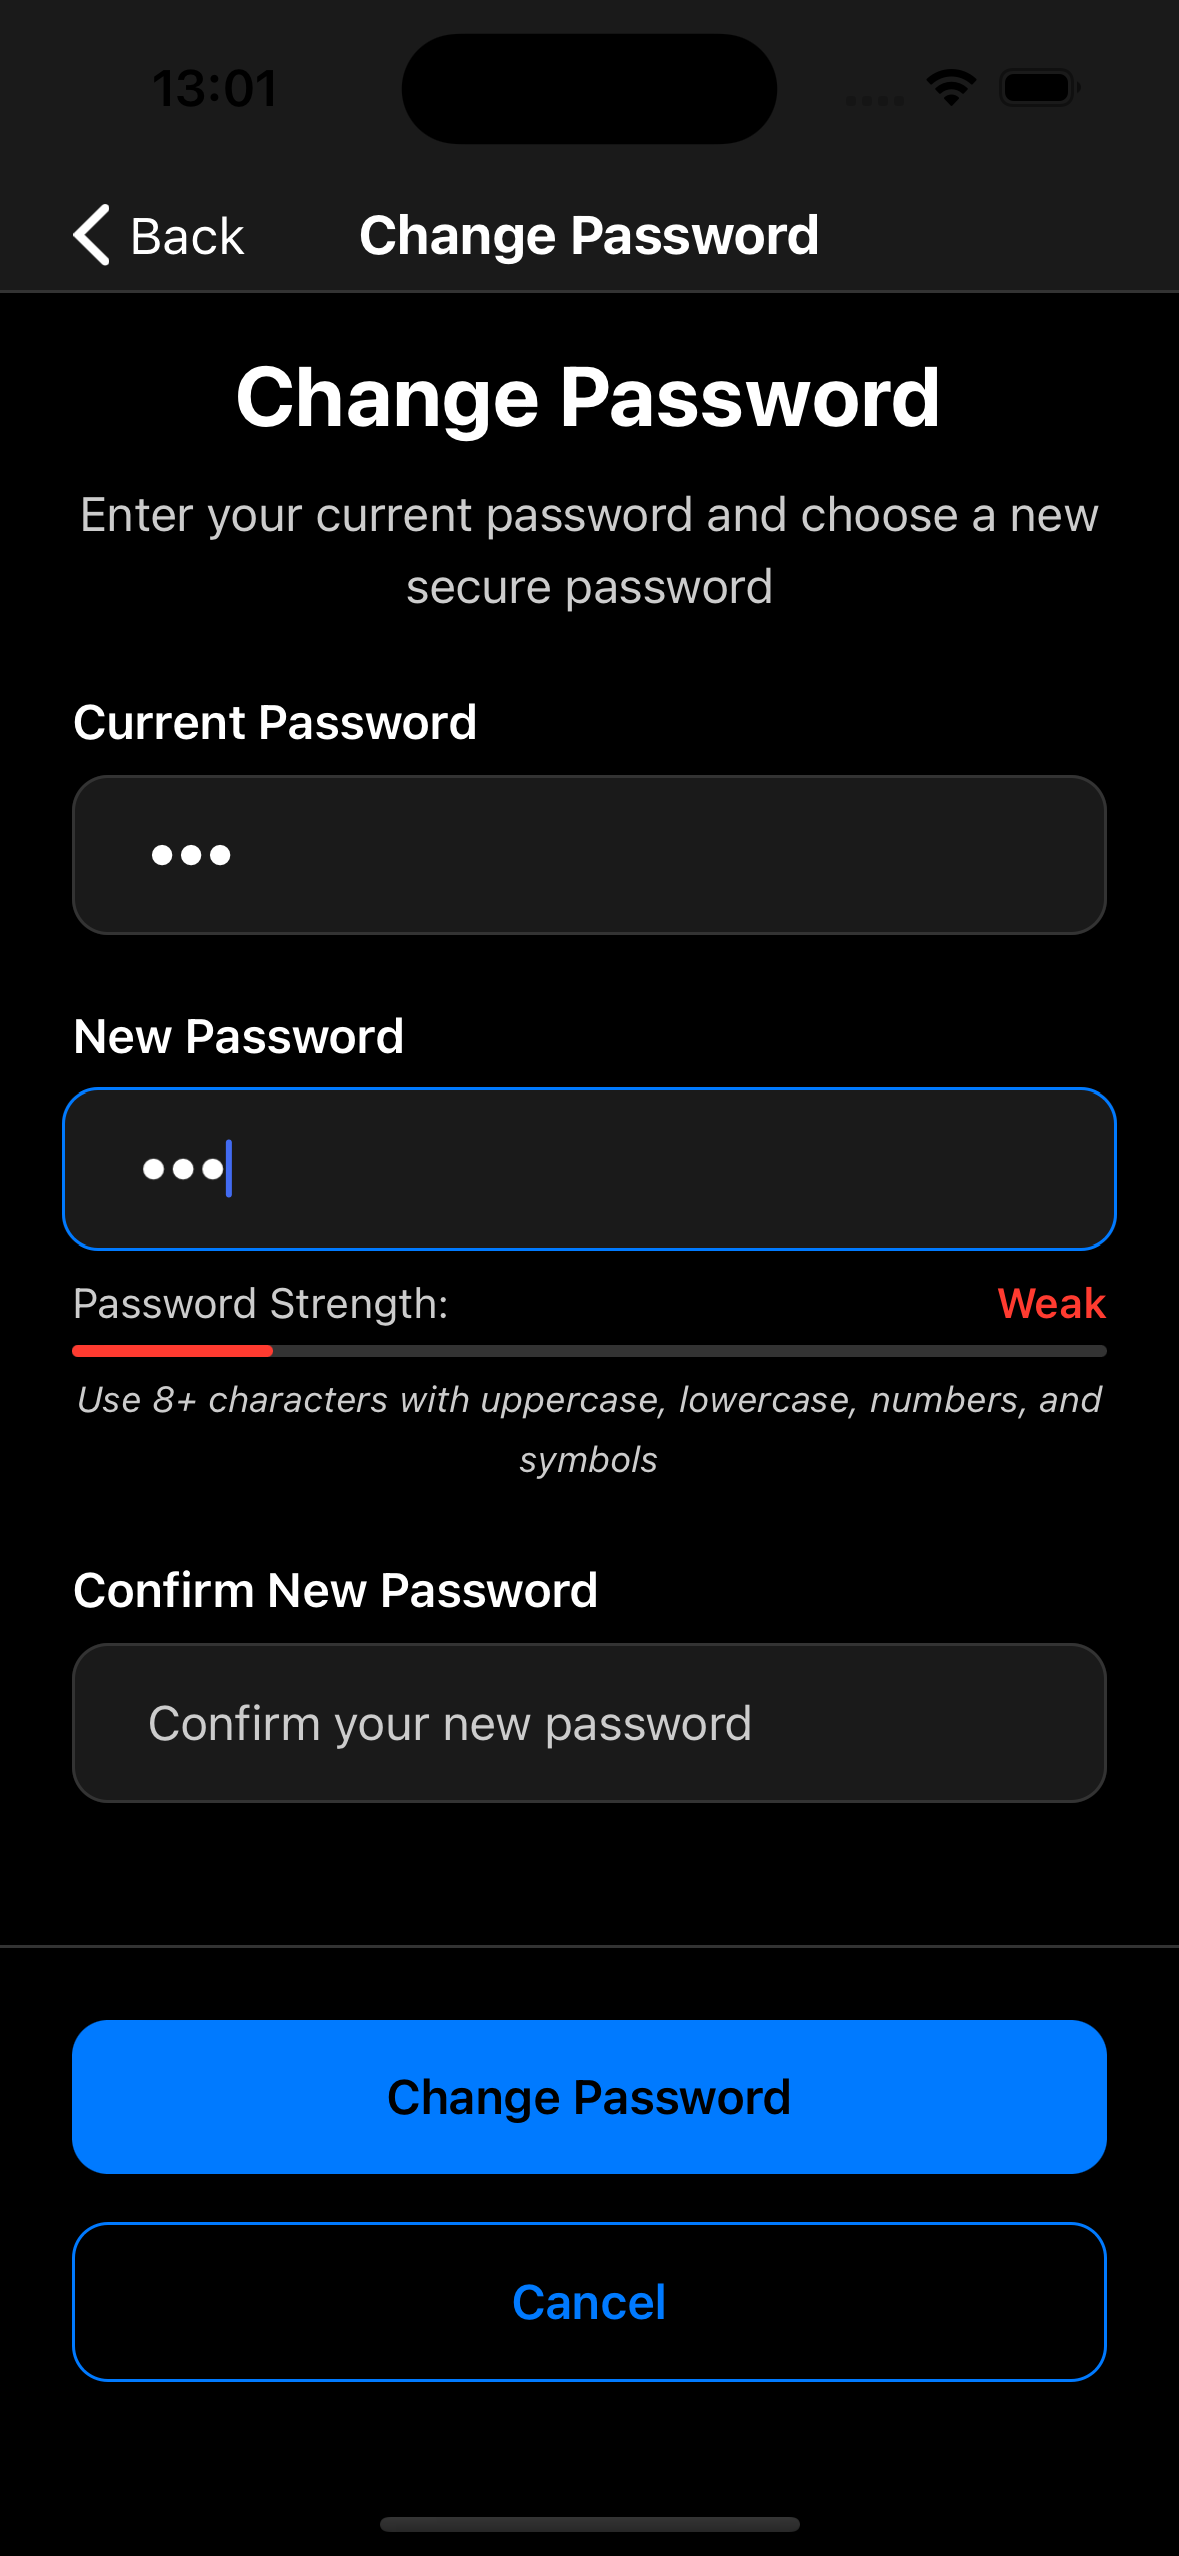 13:01
Back
Change Password
Change Password
Enter your current password and choose a new
secure password
Current Password
•••
New Password
•••
Password Strength:
Weak
Use 8+ characters with uppercase, lowercase, numbers, and
symbols
Confirm New Password
Confirm your new password
Change Password
Cancel